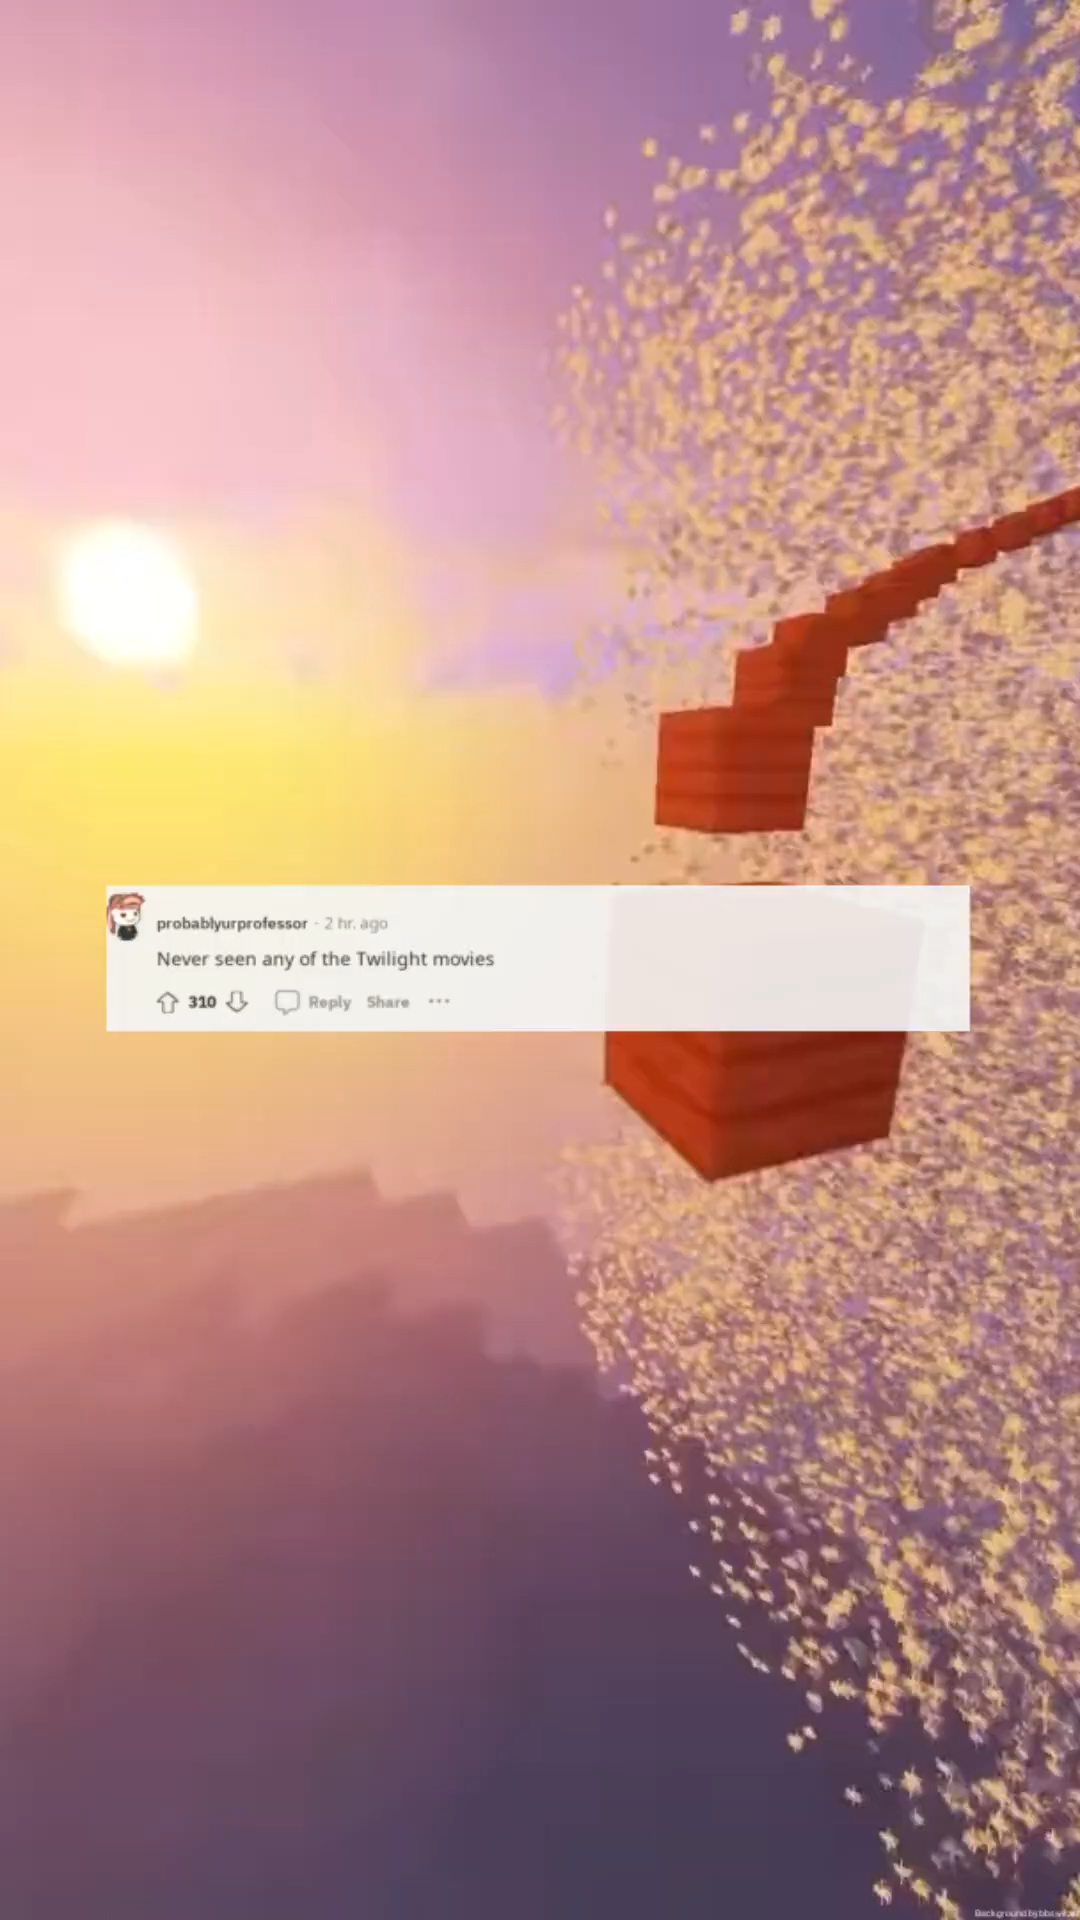 probablyurprofessor · 2 hr. ago
Never seen any of the Twilight movies
310 Reply Share ···